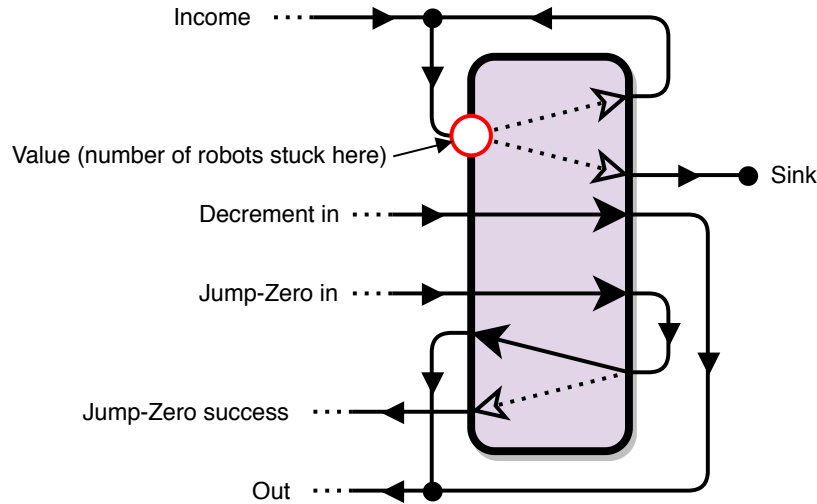 Income
Value (number of robots stuck here)
Sink
Decrement in
Jump-Zero in
Jump-Zero success
Out